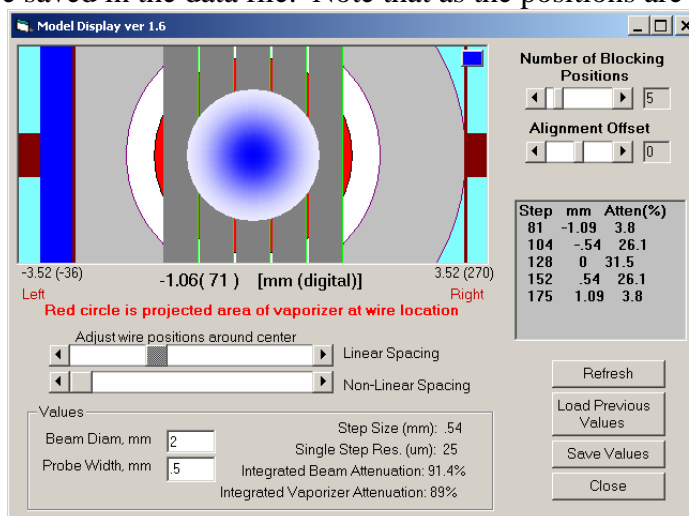 e saved in the data file. Note that as the positions are
Model Display ver 1.6
Number of Blocking
Positions
5
Alignment Offset
0
Step mm Atten(%)
81 -1.09 3.8
104 -.54 26.1
128 0 31.5
152 .54 26.1
175 1.09 3.8
-3.52 (-36)
-1.06( 71 ) [mm (digital)]
3.52 (270)
Left
Right
Red circle is projected area of vaporizer at wire location
Adjust wire positions around center
Linear Spacing
Non-Linear Spacing
Values
Beam Diam, mm 2
Probe Width, mm .5
Step Size (mm): .54
Single Step Res. (um): 25
Integrated Beam Attenuation: 91.4%
Integrated Vaporizer Attenuation: 89%
Refresh
Load Previous
Values
Save Values
Close